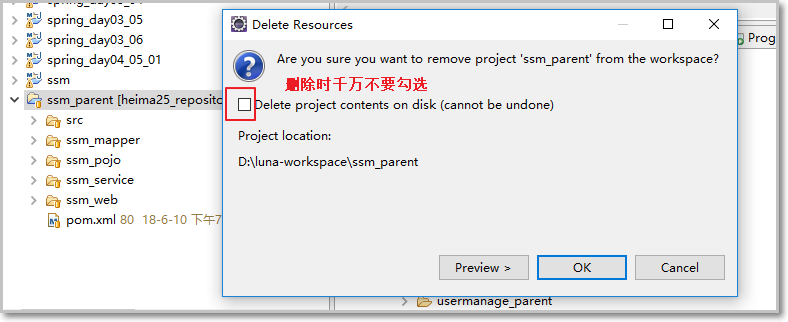 spring_day03_05
spring_day03_06
spring_day04_05_01
ssm
ssm_parent [heima25_reposito
src
ssm_mapper
ssm_pojo
ssm_service
ssm_web
pom.xml 80 18-6-10 下午7
Delete Resources
Are you sure you want to remove project 'ssm_parent' from the workspace?
删除时千万不要勾选
Delete project contents on disk (cannot be undone)
Project location:
D:\luna-workspace\ssm_parent
Preview >
OK
Cancel
Prog
usermanage_parent